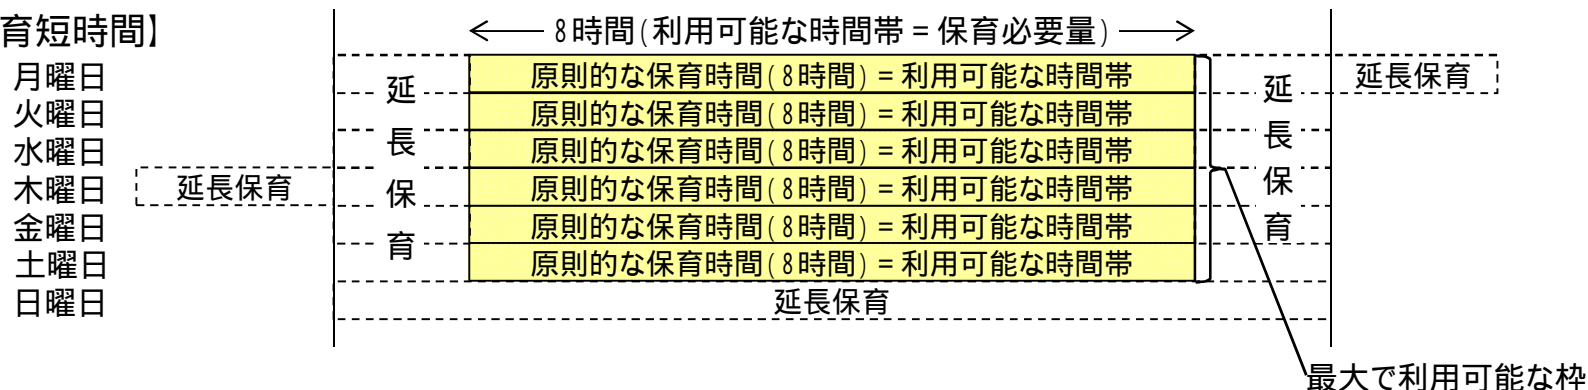 育短時間】
← 8時間(利用可能な時間帯=保育必要量) →
月曜日 原則的な保育時間(8時間)=利用可能な時間帯 延長保育
火曜日 原則的な保育時間(8時間)=利用可能な時間帯
水曜日 原則的な保育時間(8時間)=利用可能な時間帯
木曜日 延長保育 原則的な保育時間(8時間)=利用可能な時間帯
金曜日 原則的な保育時間(8時間)=利用可能な時間帯
土曜日 原則的な保育時間(8時間)=利用可能な時間帯
日曜日 延長保育
延長保育
延長保育
最大で利用可能な枠